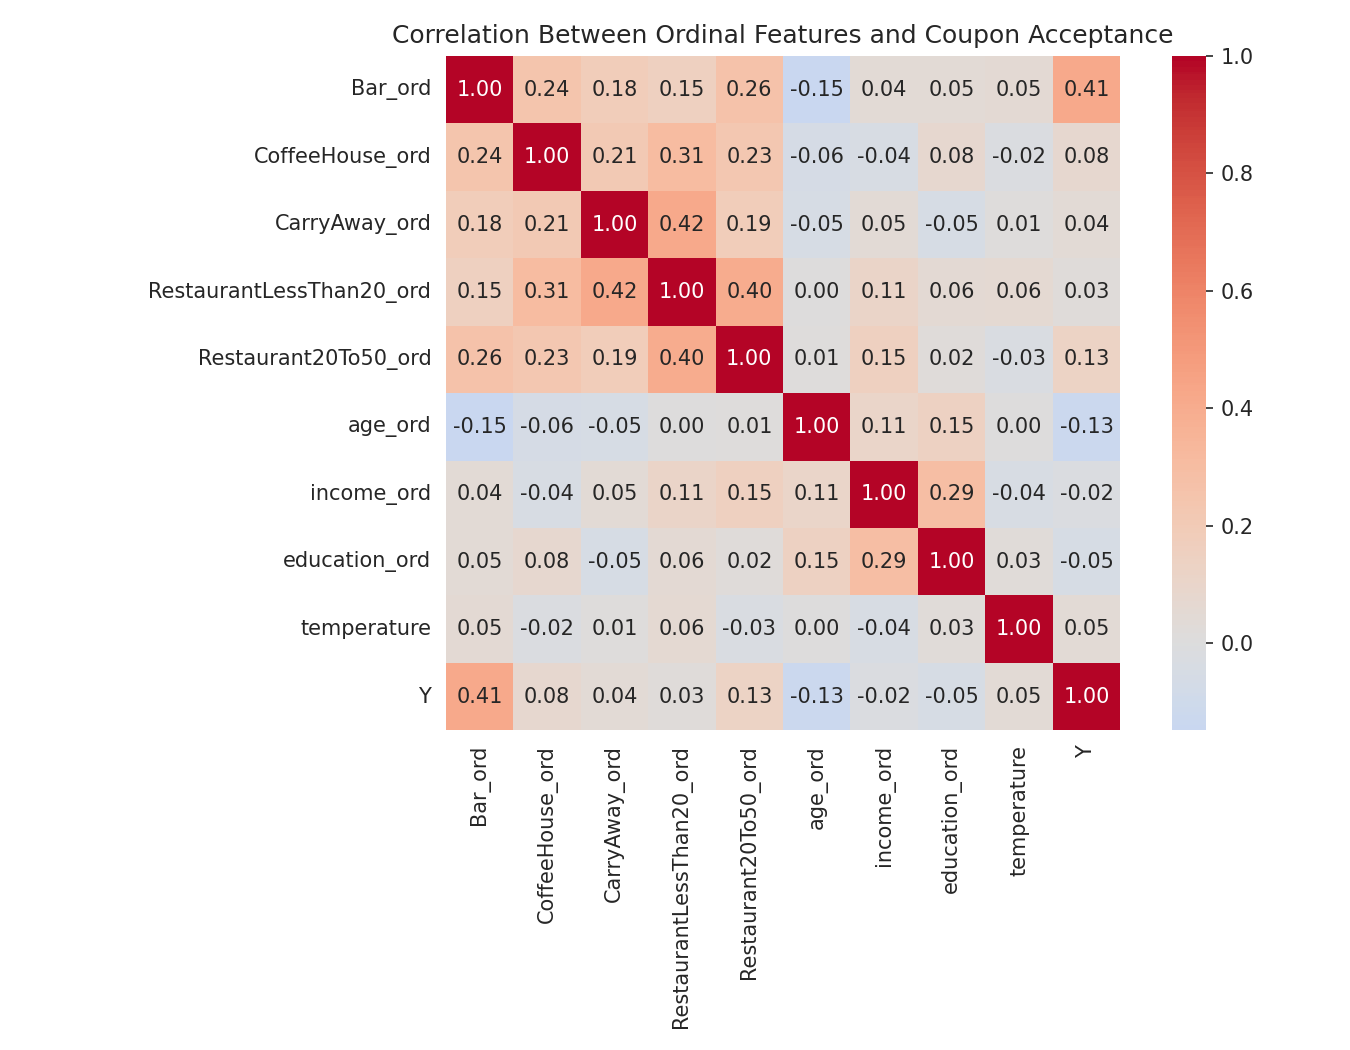 Correlation Between Ordinal Features and Coupon Acceptance
Bar_ord 1.00 0.24 0.18 0.15 0.26 -0.15 0.04 0.05 0.05 0.41
CoffeeHouse_ord 0.24 1.00 0.21 0.31 0.23 -0.06 -0.04 0.08 -0.02 0.08
CarryAway_ord 0.18 0.21 1.00 0.42 0.19 -0.05 0.05 -0.05 0.01 0.04
RestaurantLessThan20_ord 0.15 0.31 0.42 1.00 0.40 0.00 0.11 0.06 0.06 0.03
Restaurant20To50_ord 0.26 0.23 0.19 0.40 1.00 0.01 0.15 0.02 -0.03 0.13
age_ord -0.15 -0.06 -0.05 0.00 0.01 1.00 0.11 0.15 0.00 -0.13
income_ord 0.04 -0.04 0.05 0.11 0.15 0.11 1.00 0.29 -0.04 -0.02
education_ord 0.05 0.08 -0.05 0.06 0.02 0.15 0.29 1.00 0.03 -0.05
temperature 0.05 -0.02 0.01 0.06 -0.03 0.00 -0.04 0.03 1.00 0.05
Y 0.41 0.08 0.04 0.03 0.13 -0.13 -0.02 -0.05 0.05 1.00
Bar_ord
CoffeeHouse_ord
CarryAway_ord
RestaurantLessThan20_ord
Restaurant20To50_ord
age_ord
income_ord
education_ord
temperature
Y
1.0
0.8
0.6
0.4
0.2
0.0